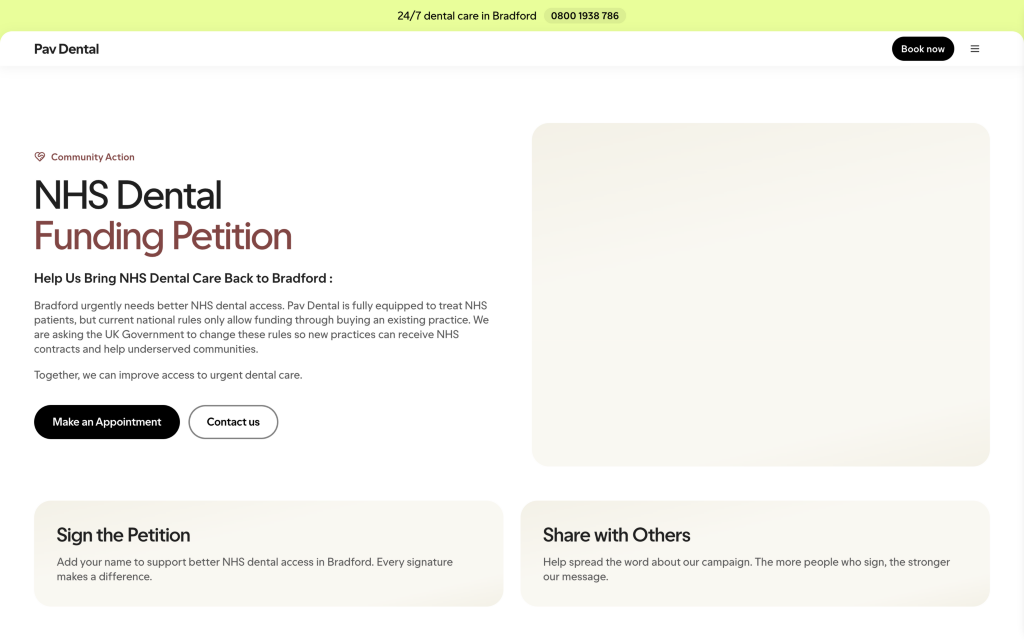 24/7 dental care in Bradford 0800 1938 786
Pav Dental
Book now
Community Action
NHS Dental
Funding Petition
Help Us Bring NHS Dental Care Back to Bradford :
Bradford urgently needs better NHS dental access. Pav Dental is fully equipped to treat NHS
patients, but current national rules only allow funding through buying an existing practice. We
are asking the UK Government to change these rules so new practices can receive NHS
contracts and help underserved communities.
Together, we can improve access to urgent dental care.
Make an Appointment
Contact us
Sign the Petition
Add your name to support better NHS dental access in Bradford. Every signature
makes a difference.
Share with Others
Help spread the word about our campaign. The more people who sign, the stronger
our message.